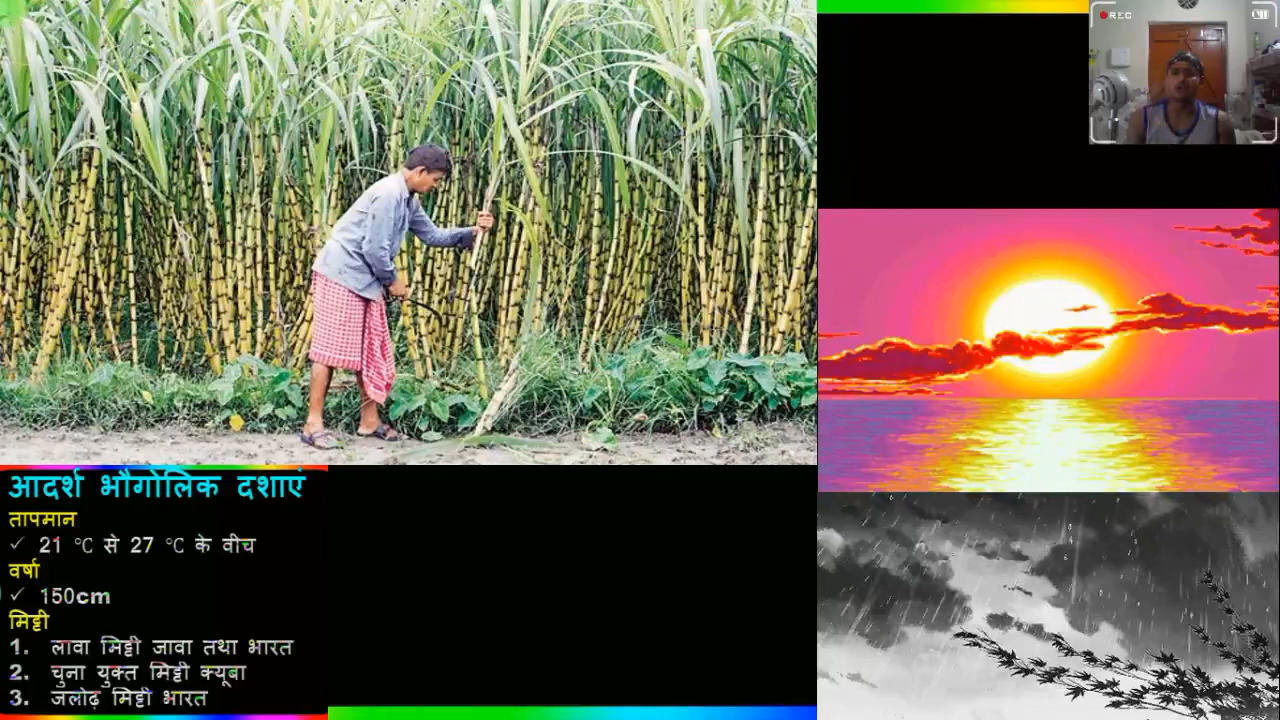 REC
आदर्श भौगोलिक दशाएं
तापमान
✓ 21 ℃ से 27 ℃ के वीच
वर्षा
✓ 150cm
मिट्टी
1. लावा मिट्टी जावा तथा भारत
2. चुना युक्त मिट्टी क्यूबा
3. जलोढ़ मिट्टी भारत